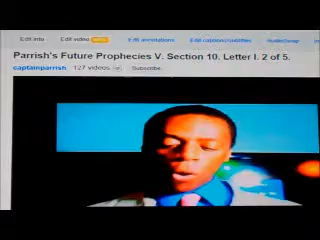 Edit info Edit video BETA Edit annotations Edit captions/subtitles AudioSwap
Parrish's Future Prophecies V. Section 10. Letter I. 2 of 5.
captainparrish 127 videos Subscribe